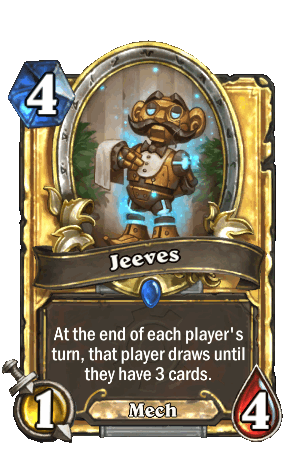 4
Jeeves
At the end of each player's
turn, that player draws until
they have 3 cards.
1
Mech
4